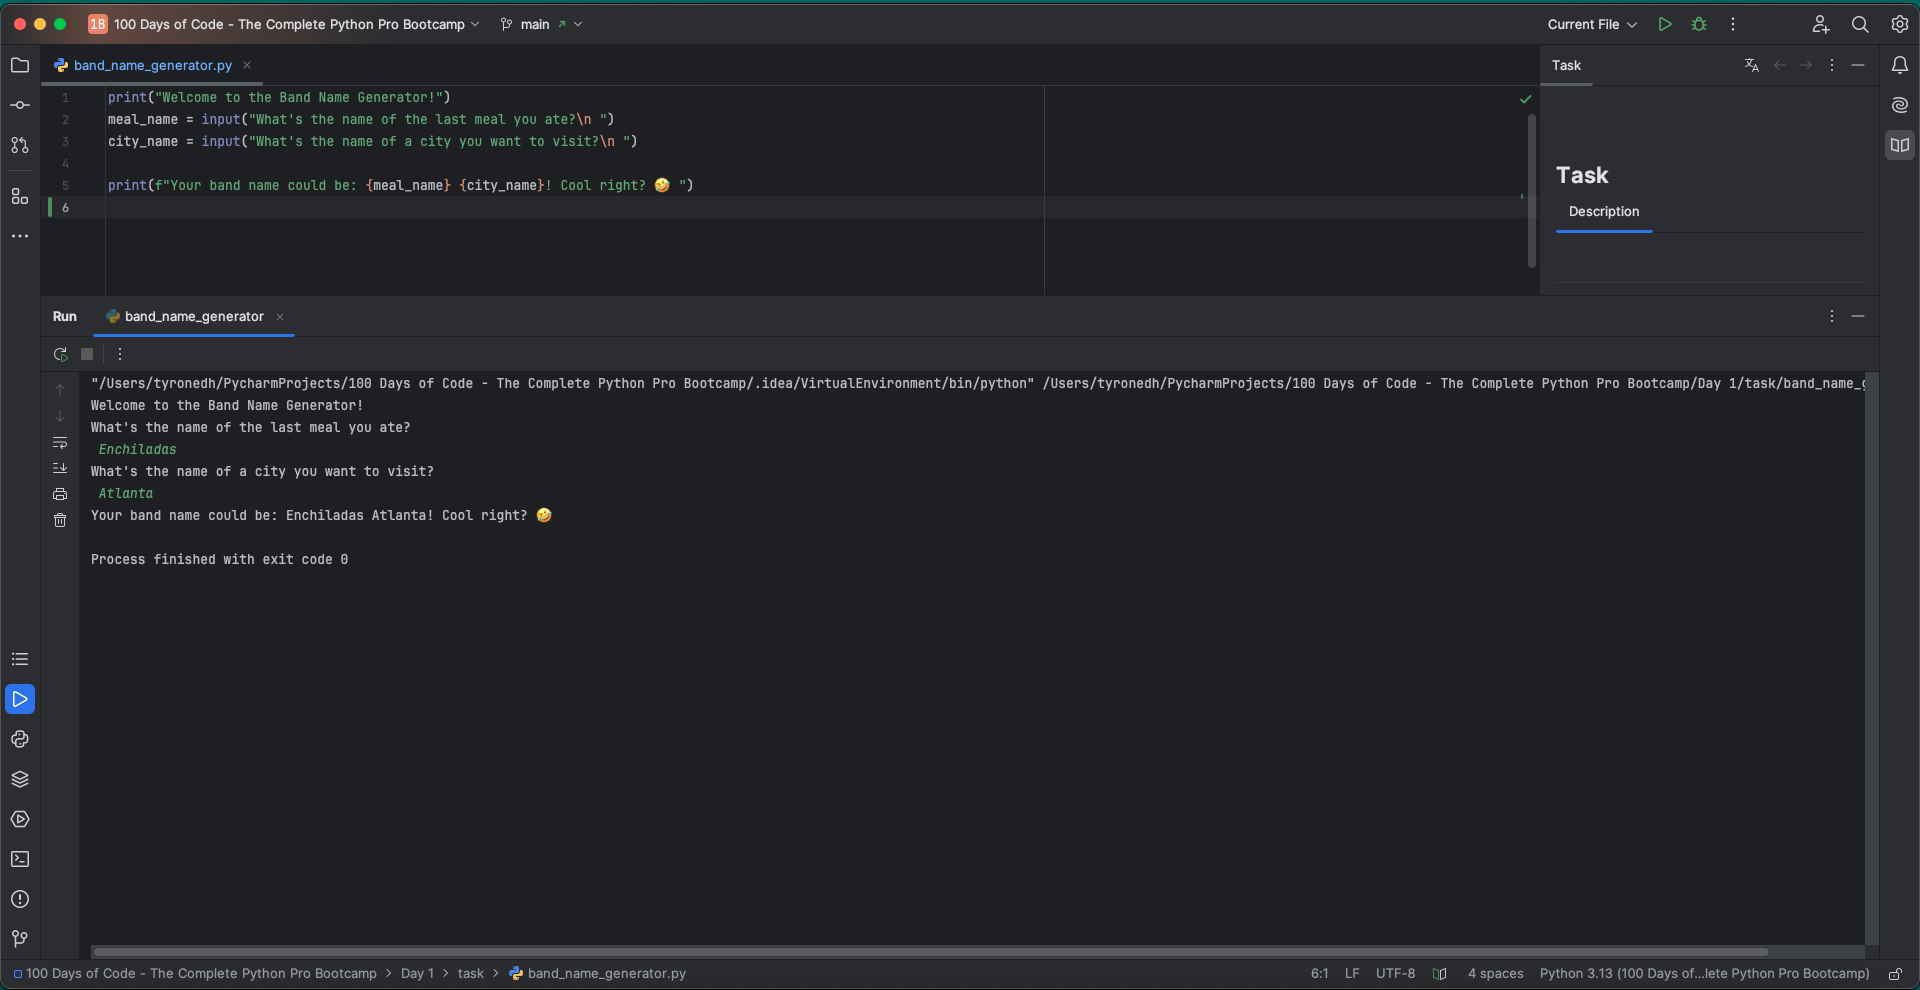 1B 100 Days of Code - The Complete Python Pro Bootcamp main Current File
band_name_generator.py
Task
1 print("Welcome to the Band Name Generator!")
2 meal_name = input("What's the name of the last meal you ate?\n ")
3 city_name = input("What's the name of a city you want to visit?\n ")
4
5 print(f"Your band name could be: {meal_name} {city_name}! Cool right? 🤣 ")
6
Task
Description
Run band_name_generator
"/Users/tyronedh/PycharmProjects/100 Days of Code - The Complete Python Pro Bootcamp/.idea/VirtualEnvironment/bin/python" /Users/tyronedh/PycharmProjects/100 Days of Code - The Complete Python Pro Bootcamp/Day 1/task/band_name_g
Welcome to the Band Name Generator!
What's the name of the last meal you ate?
Enchiladas
What's the name of a city you want to visit?
Atlanta
Your band name could be: Enchiladas Atlanta! Cool right? 🤣
Process finished with exit code 0
100 Days of Code - The Complete Python Pro Bootcamp > Day 1 > task > band_name_generator.py 6:1 LF UTF-8 4 spaces Python 3.13 (100 Days of...lete Python Pro Bootcamp)